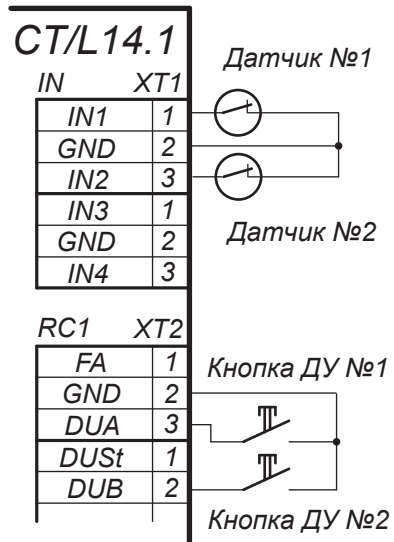 CT/L14.1
Датчик №1
IN XT1
IN1 1
GND 2
IN2 3
IN3 1
Датчик №2
GND 2
IN4 3
RC1 XT2
FA 1
Кнопка ДУ №1
GND 2
DUA 3
DUSt 1
DUB 2
Кнопка ДУ №2